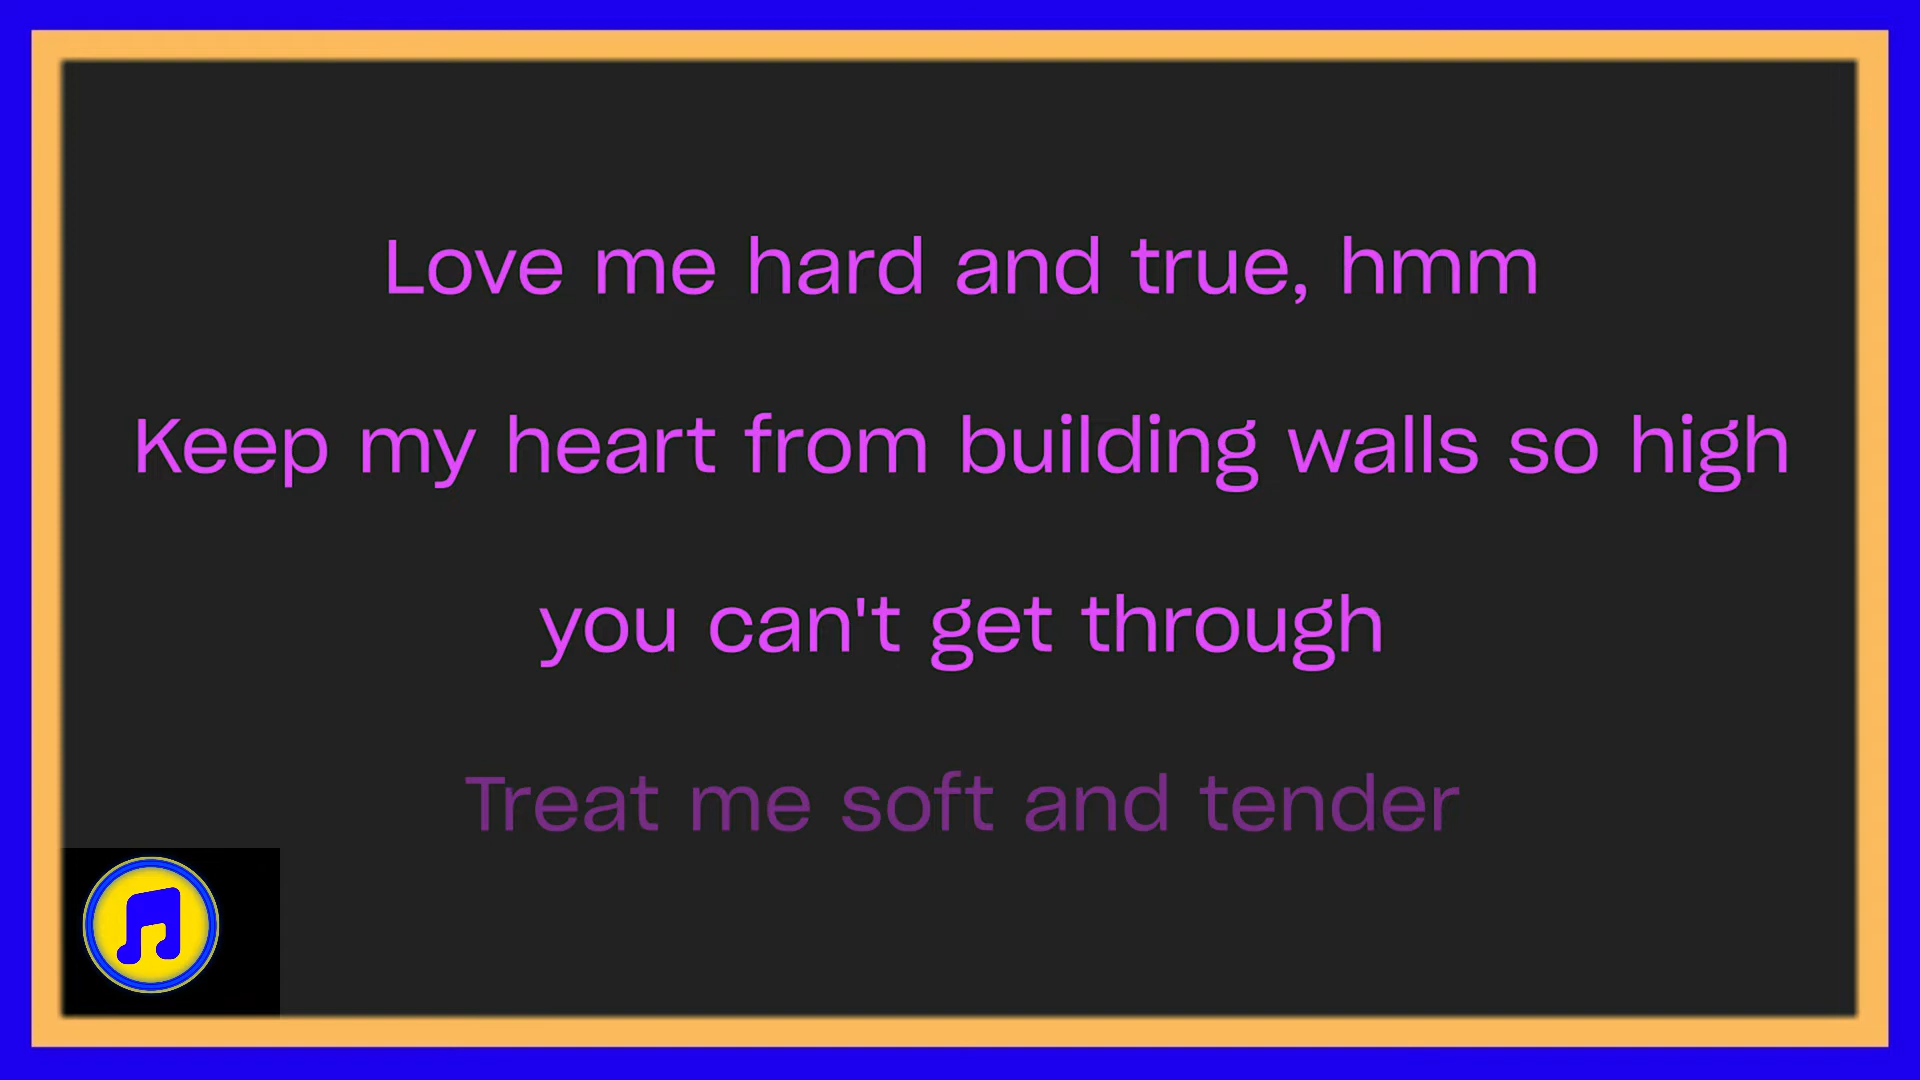 Love me hard and true, hmm
Keep my heart from building walls so high
you can't get through
Treat me soft and tender